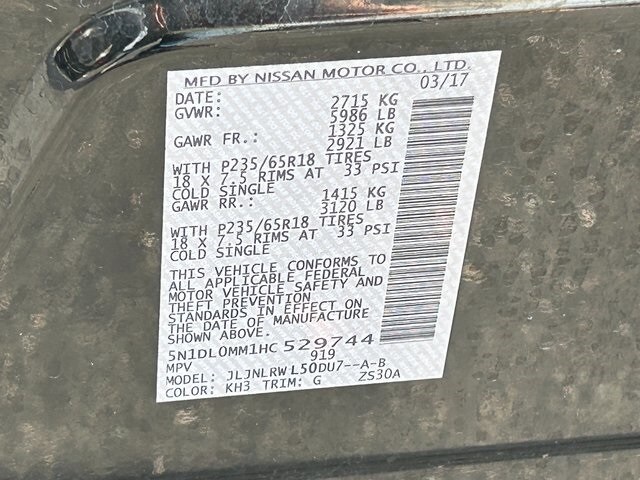 MFD BY NISSAN MOTOR CO., LTD.
DATE: 03/17
GVWR: 2715 KG
5986 LB
GAWR FR.: 1325 KG
2921 LB
WITH P235/65R18 TIRES
18 X 7.5 RIMS AT 33 PSI
COLD SINGLE
GAWR RR.: 1415 KG
3120 LB
WITH P235/65R18 TIRES
18 X 7.5 RIMS AT 33 PSI
COLD SINGLE
THIS VEHICLE CONFORMS TO
ALL APPLICABLE FEDERAL
MOTOR VEHICLE SAFETY AND
THEFT PREVENTION
STANDARDS IN EFFECT ON
THE DATE OF MANUFACTURE
SHOWN ABOVE.
5N1DL0MM1HC 529744
MPV 919
MODEL: JLJNLRWL50DU7--A-B
COLOR: KH3 TRIM: G ZS30A